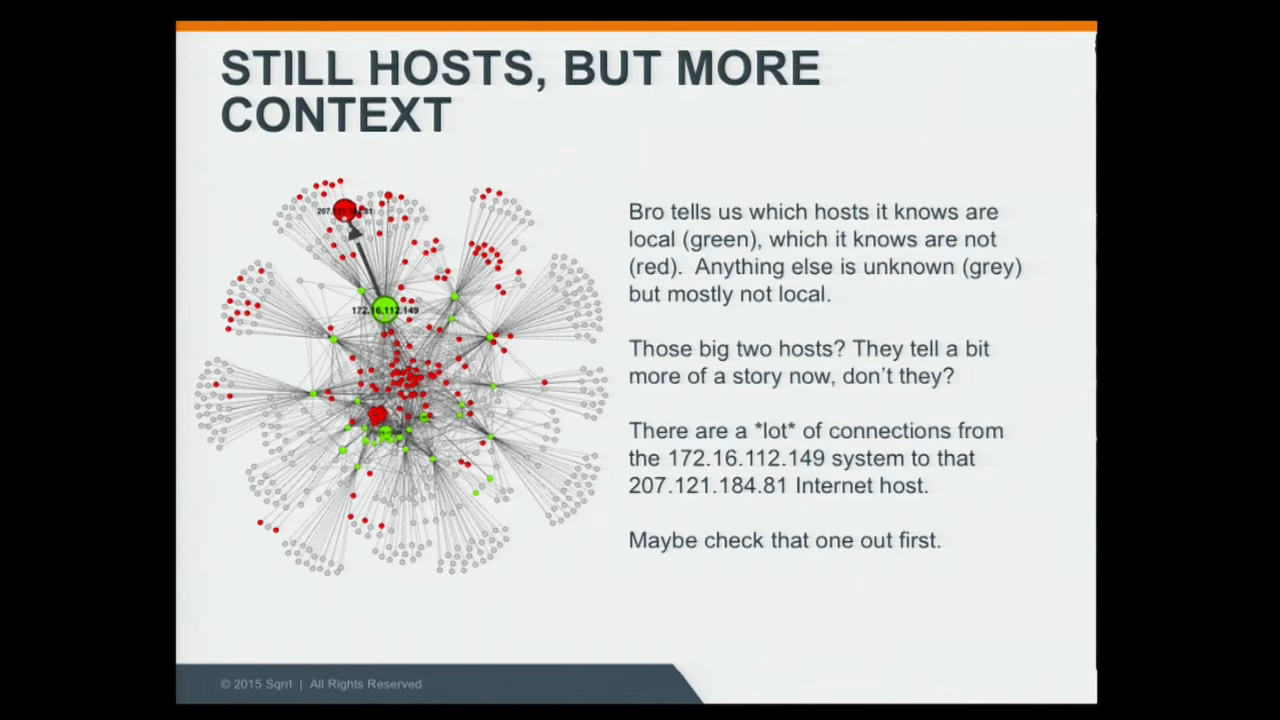 STILL HOSTS, BUT MORE
CONTEXT
207.121.184.81
172.16.112.149
Bro tells us which hosts it knows are
local (green), which it knows are not
(red).  Anything else is unknown (grey)
but mostly not local.
Those big two hosts? They tell a bit
more of a story now, don't they?
There are a *lot* of connections from
the 172.16.112.149 system to that
207.121.184.81 Internet host.
Maybe check that one out first.
© 2015 Sqrrl | All Rights Reserved